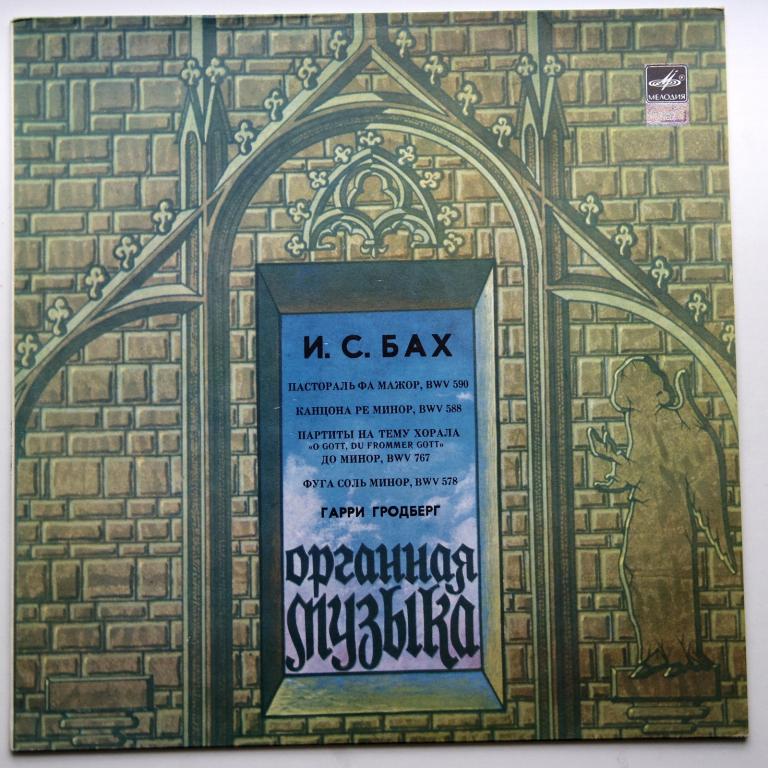 МЕЛОДИЯ
И. С. БАХ
ПАСТОРАЛЬ ФА МАЖОР, BWV 590
КАНЦОНА РЕ МИНОР, BWV 588
ПАРТИТЫ НА ТЕМУ ХОРАЛА
«O GOTT, DU FROMMER GOTT»
ДО МИНОР, BWV 767
ФУГА СОЛЬ МИНОР, BWV 578
ГАРРИ ГРОДБЕРГ
органная
музыка